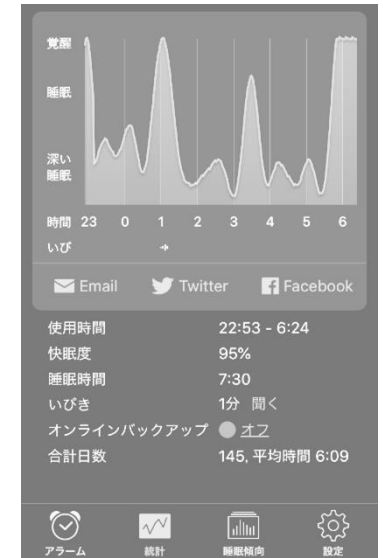 覚醒
睡眠
深い
睡眠
時間 23 0 1 2 3 4 5 6
いび
Email Twitter Facebook
使用時間 22:53 - 6:24
快眠度 95%
睡眠時間 7:30
いびき 1分 聞く
オンラインバックアップ オフ
合計日数 145, 平均時間 6:09
アラーム 統計 睡眠傾向 設定